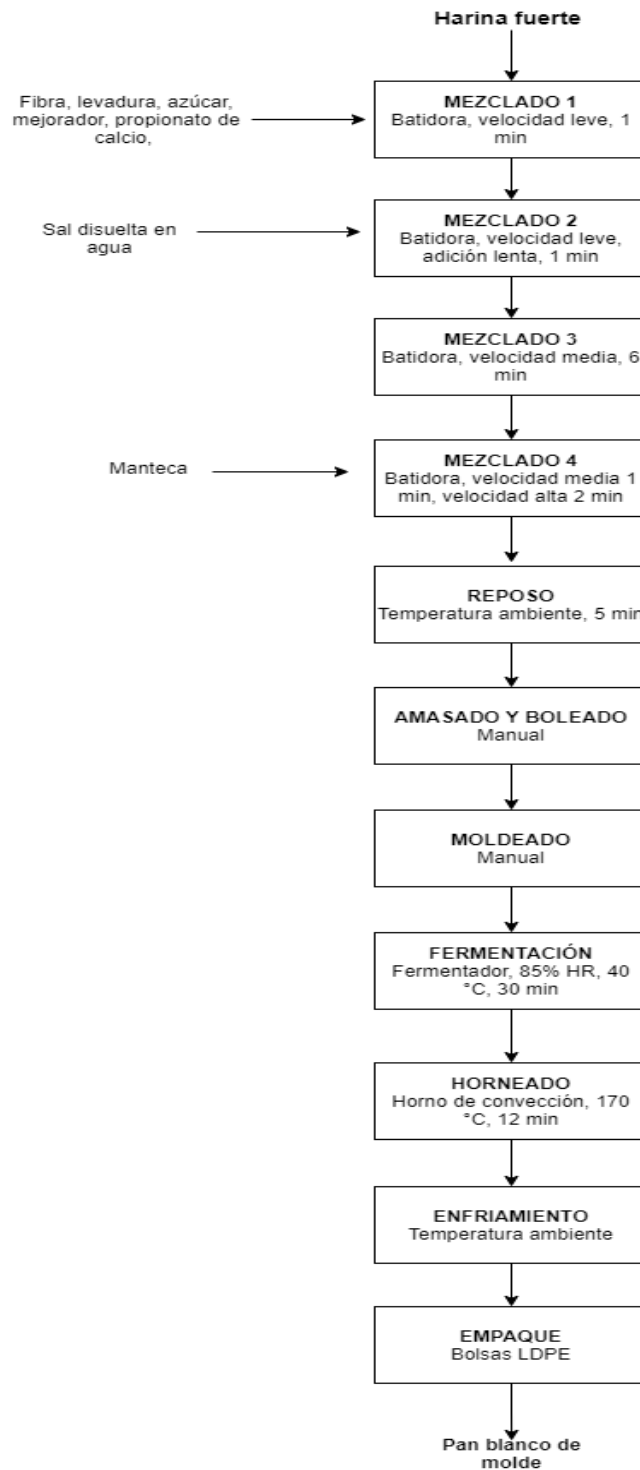 Harina fuerte
Fibra, levadura, azúcar,
mejorador, propionato de
calcio,
MEZCLADO 1
Batidora, velocidad leve, 1
min
Sal disuelta en
agua
MEZCLADO 2
Batidora, velocidad leve,
adición lenta, 1 min
MEZCLADO 3
Batidora, velocidad media, 6
min
Manteca
MEZCLADO 4
Batidora, velocidad media 1
min, velocidad alta 2 min
REPOSO
Temperatura ambiente, 5 min
AMASADO Y BOLEADO
Manual
MOLDEADO
Manual
FERMENTACIÓN
Fermentador, 85% HR, 40
°C, 30 min
HORNEADO
Horno de convección, 170
°C, 12 min
ENFRIAMIENTO
Temperatura ambiente
EMPAQUE
Bolsas LDPE
Pan blanco de
molde